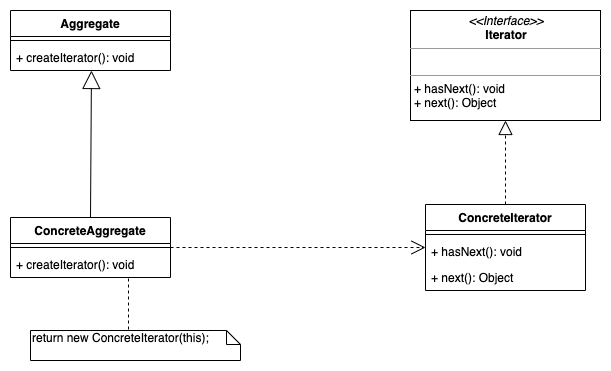 Aggregate
+ createIterator(): void
<<Interface>>
Iterator
+ hasNext(): void
+ next(): Object
ConcreteAggregate
+ createIterator(): void
ConcreteIterator
+ hasNext(): void
+ next(): Object
return new ConcreteIterator(this);